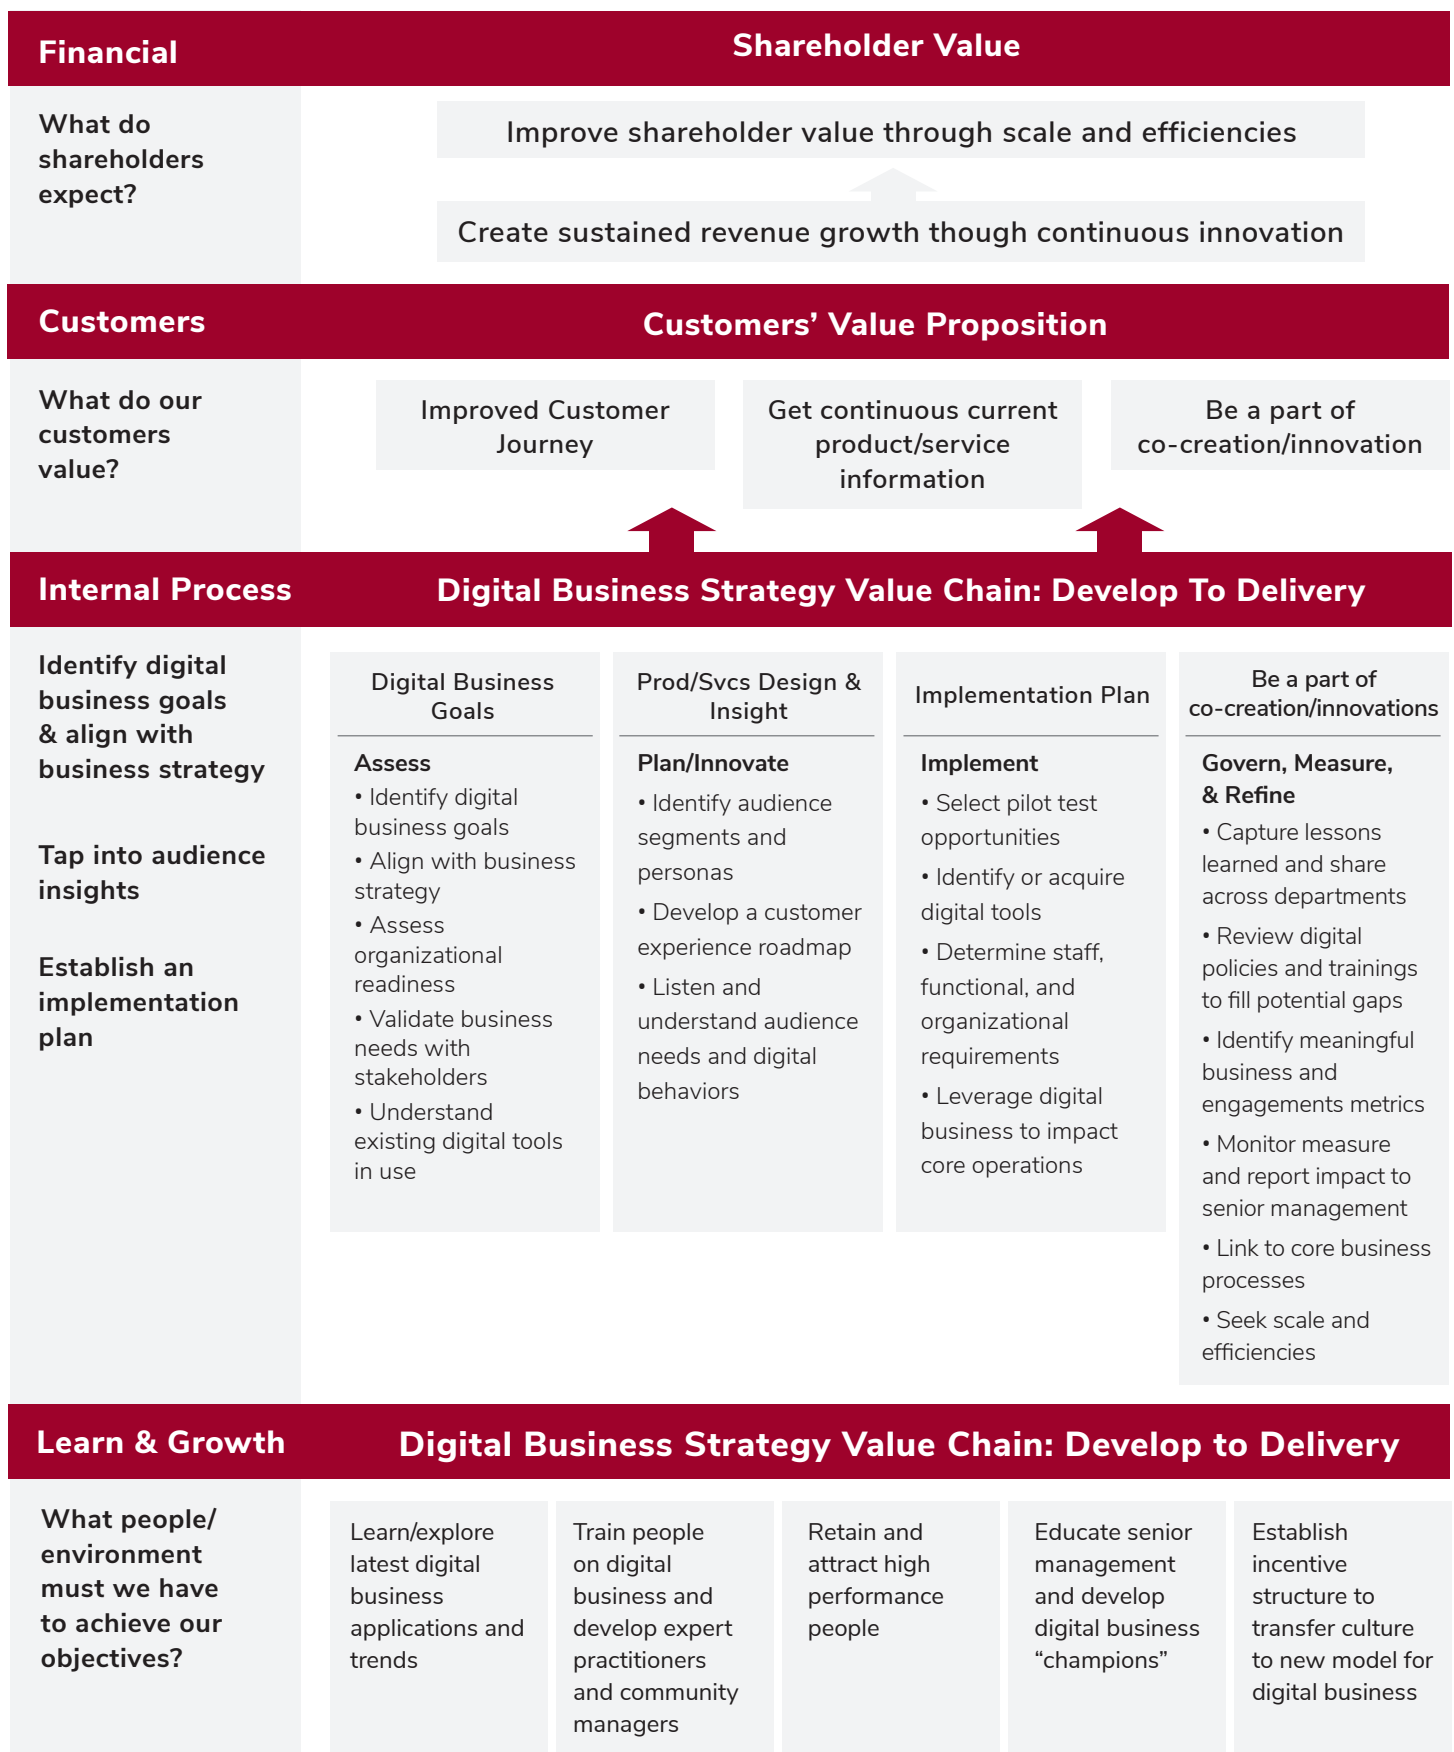 Financial
Shareholder Value
What do
shareholders
expect?
Improve shareholder value through scale and efficiencies
Create sustained revenue growth though continuous innovation
Customers
Customers’ Value Proposition
What do our
customers
value?
Improved Customer
Journey
Get continuous current
product/service
information
Be a part of
co-creation/innovation
Internal Process
Digital Business Strategy Value Chain: Develop To Delivery
Identify digital
business goals
& align with
business strategy
Tap into audience
insights
Establish an
implementation
plan
Digital Business
Goals
Assess
• Identify digital
business goals
• Align with business
strategy
• Assess
organizational
readiness
• Validate business
needs with
stakeholders
• Understand
existing digital tools
in use
Prod/Svcs Design &
Insight
Plan/Innovate
• Identify audience
segments and
personas
• Develop a customer
experience roadmap
• Listen and
understand audience
needs and digital
behaviors
Implementation Plan
Implement
• Select pilot test
opportunities
• Identify or acquire
digital tools
• Determine staff,
functional, and
organizational
requirements
• Leverage digital
business to impact
core operations
Be a part of
co-creation/innovations
Govern, Measure,
& Refine
• Capture lessons
learned and share
across departments
• Review digital
policies and trainings
to fill potential gaps
• Identify meaningful
business and
engagements metrics
• Monitor measure
and report impact to
senior management
• Link to core business
processes
• Seek scale and
efficiencies
Learn & Growth
Digital Business Strategy Value Chain: Develop to Delivery
What people/
environment
must we have
to achieve our
objectives?
Learn/explore
latest digital
business
applications and
trends
Train people
on digital
business and
develop expert
practitioners
and community
managers
Retain and
attract high
performance
people
Educate senior
management
and develop
digital business
“champions”
Establish
incentive
structure to
transfer culture
to new model for
digital business